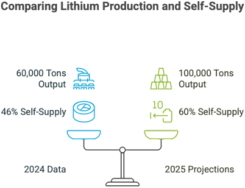 Comparing Lithium Production and Self-Supply
60,000 Tons
Output
100,000 Tons
Output
46% Self-Supply
10
60% Self-Supply
2024 Data
2025 Projections